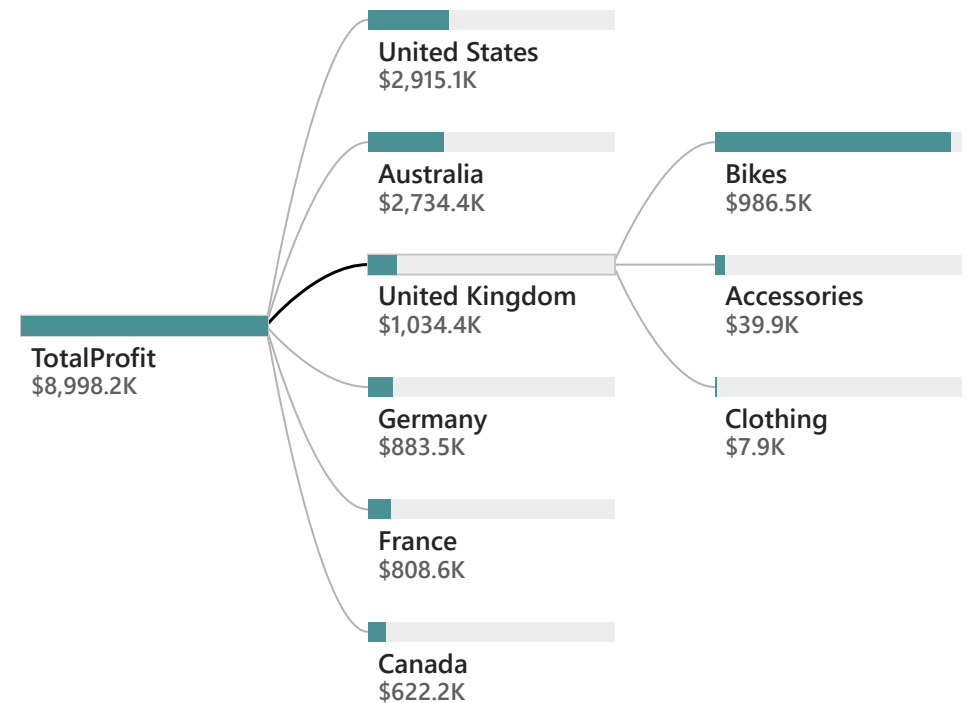 United States
$2,915.1K
Australia
$2,734.4K
Bikes
$986.5K
United Kingdom
$1,034.4K
Accessories
$39.9K
TotalProfit
$8,998.2K
Germany
$883.5K
Clothing
$7.9K
France
$808.6K
Canada
$622.2K